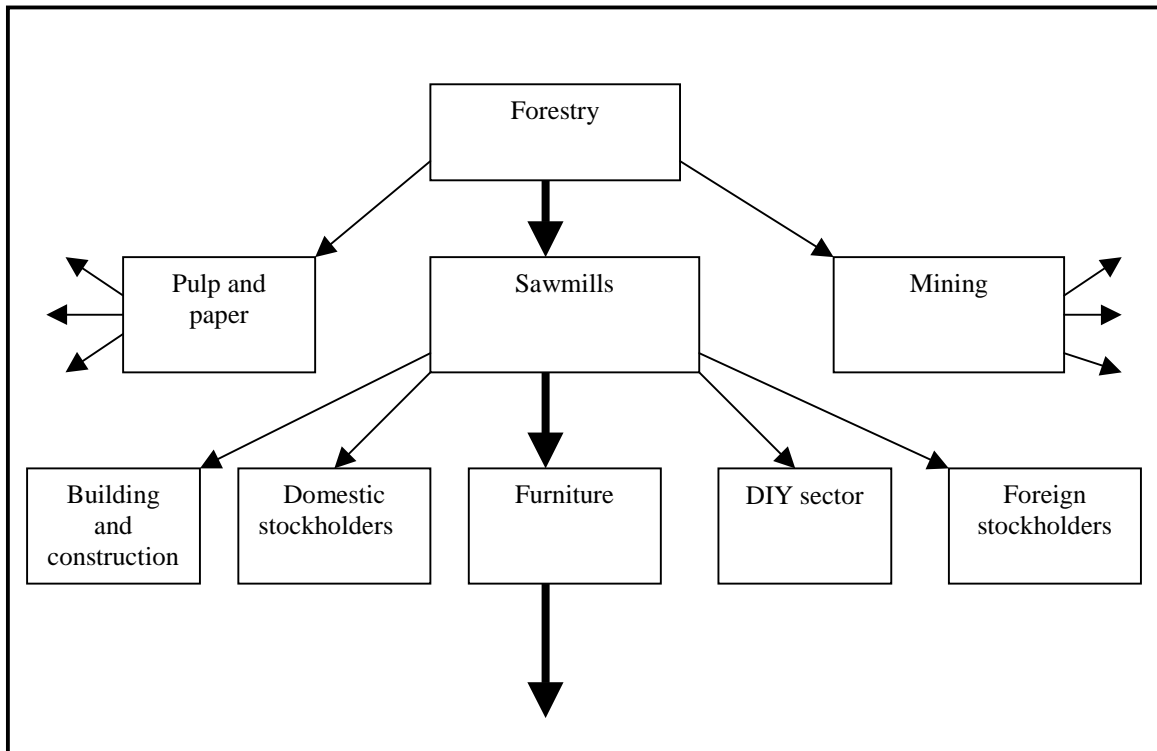 Forestry
Pulp and
paper
Sawmills
Mining
Building
and
construction
Domestic
stockholders
Furniture
DIY sector
Foreign
stockholders